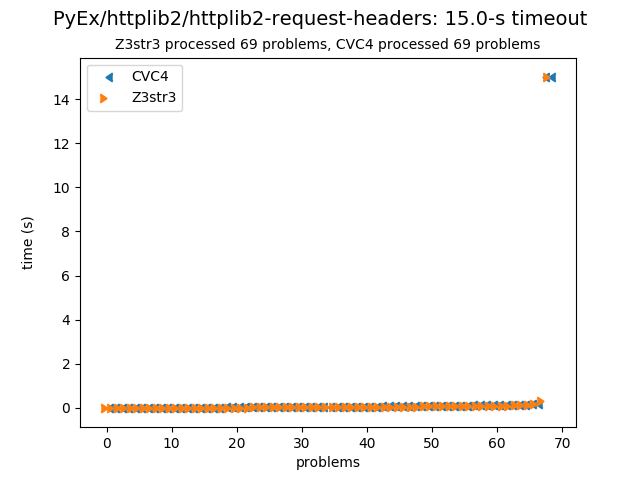 PyEx/httplib2/httplib2-request-headers: 15.0-s timeout
Z3str3 processed 69 problems, CVC4 processed 69 problems
CVC4
Z3str3
14
12
10
8
6
4
2
0
time (s)
0 10 20 30 40 50 60 70
problems